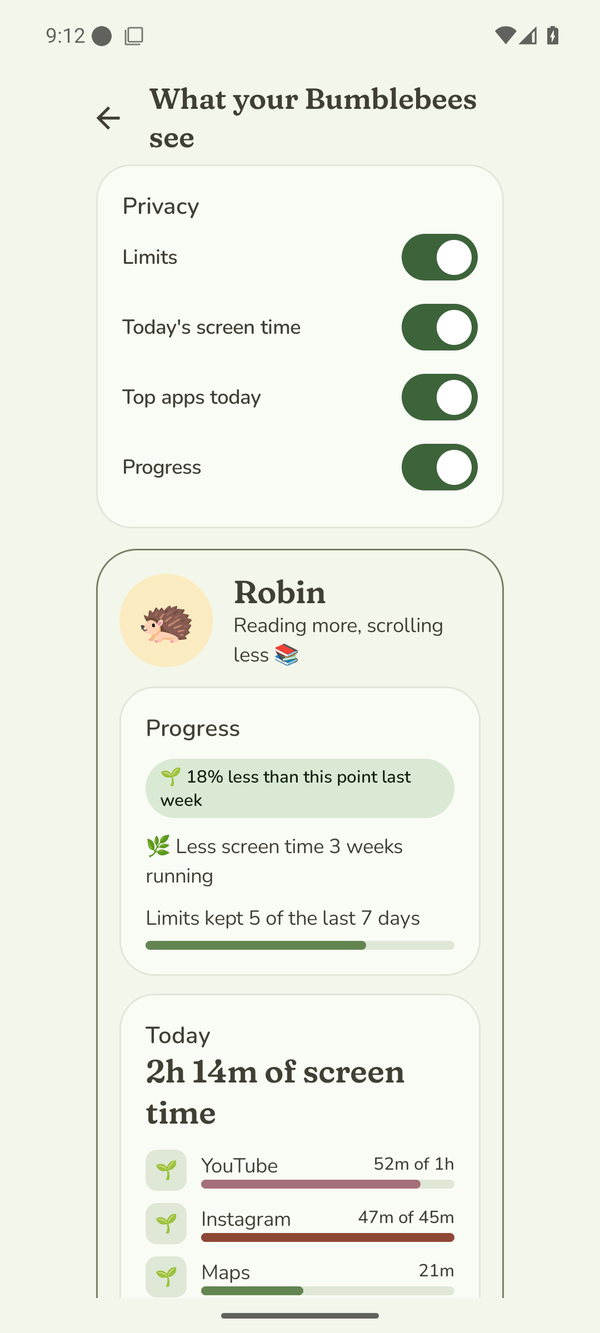 9:12
What your Bumblebees
see
Privacy
Limits
Today's screen time
Top apps today
Progress
Robin
Reading more, scrolling
less 📚
Progress
🌱 18% less than this point last
week
🌿 Less screen time 3 weeks
running
Limits kept 5 of the last 7 days
Today
2h 14m of screen
time
YouTube 52m of 1h
Instagram 47m of 45m
Maps 21m